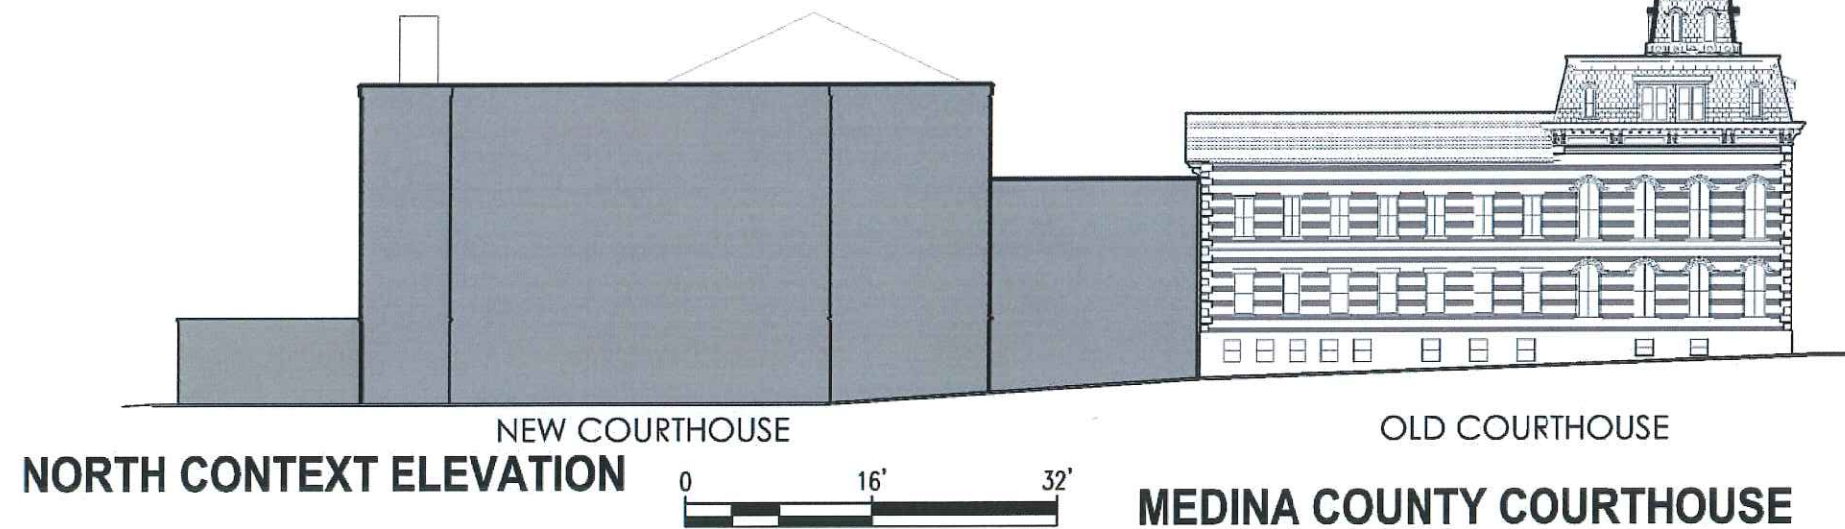 NEW COURTHOUSE
OLD COURTHOUSE
NORTH CONTEXT ELEVATION
0 16' 32'
MEDINA COUNTY COURTHOUSE